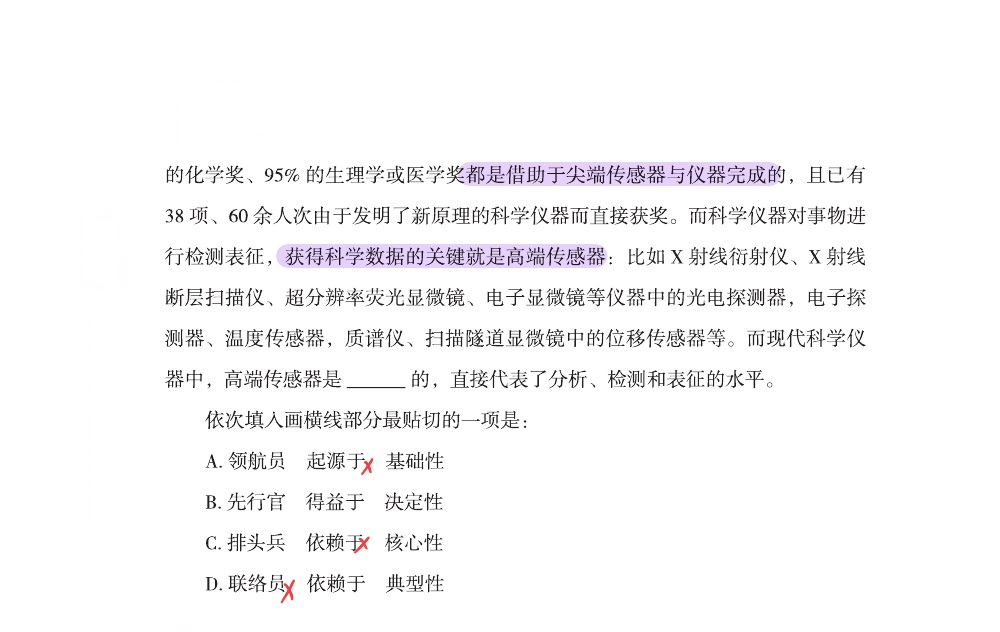 的化学奖、95% 的生理学或医学奖都是借助于尖端传感器与仪器完成的，且已有
38 项、60 余人次由于发明了新原理的科学仪器而直接获奖。而科学仪器对事物进
行检测表征，获得科学数据的关键就是高端传感器：比如 X 射线衍射仪、X 射线
断层扫描仪、超分辨率荧光显微镜、电子显微镜等仪器中的光电探测器，电子探
测器、温度传感器，质谱仪、扫描隧道显微镜中的位移传感器等。而现代科学仪
器中，高端传感器是 ______ 的，直接代表了分析、检测和表征的水平。
依次填入画横线部分最贴切的一项是：
A. 领航员 起源于 基础性
B. 先行官 得益于 决定性
C. 排头兵 依赖于 核心性
D. 联络员 依赖于 典型性